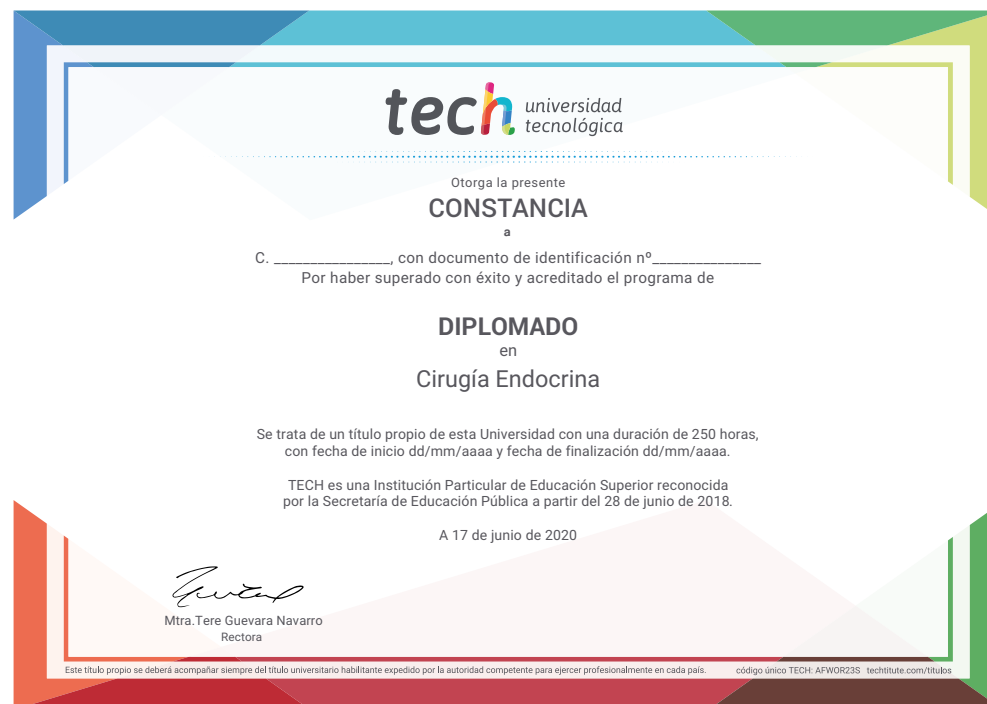 tech universidad
tecnológica
Otorga la presente
CONSTANCIA
a
C. ________________, con documento de identificación nº_______________
Por haber superado con éxito y acreditado el programa de
DIPLOMADO
en
Cirugía Endocrina
Se trata de un título propio de esta Universidad con una duración de 250 horas,
con fecha de inicio dd/mm/aaaa y fecha de finalización dd/mm/aaaa.
TECH es una Institución Particular de Educación Superior reconocida
por la Secretaría de Educación Pública a partir del 28 de junio de 2018.
A 17 de junio de 2020
Mtra.Tere Guevara Navarro
Rectora
Este título propio se deberá acompañar siempre del título universitario habilitante expedido por la autoridad competente para ejercer profesionalmente en cada país. código único TECH: AFWOR23S techtitute.com/titulos